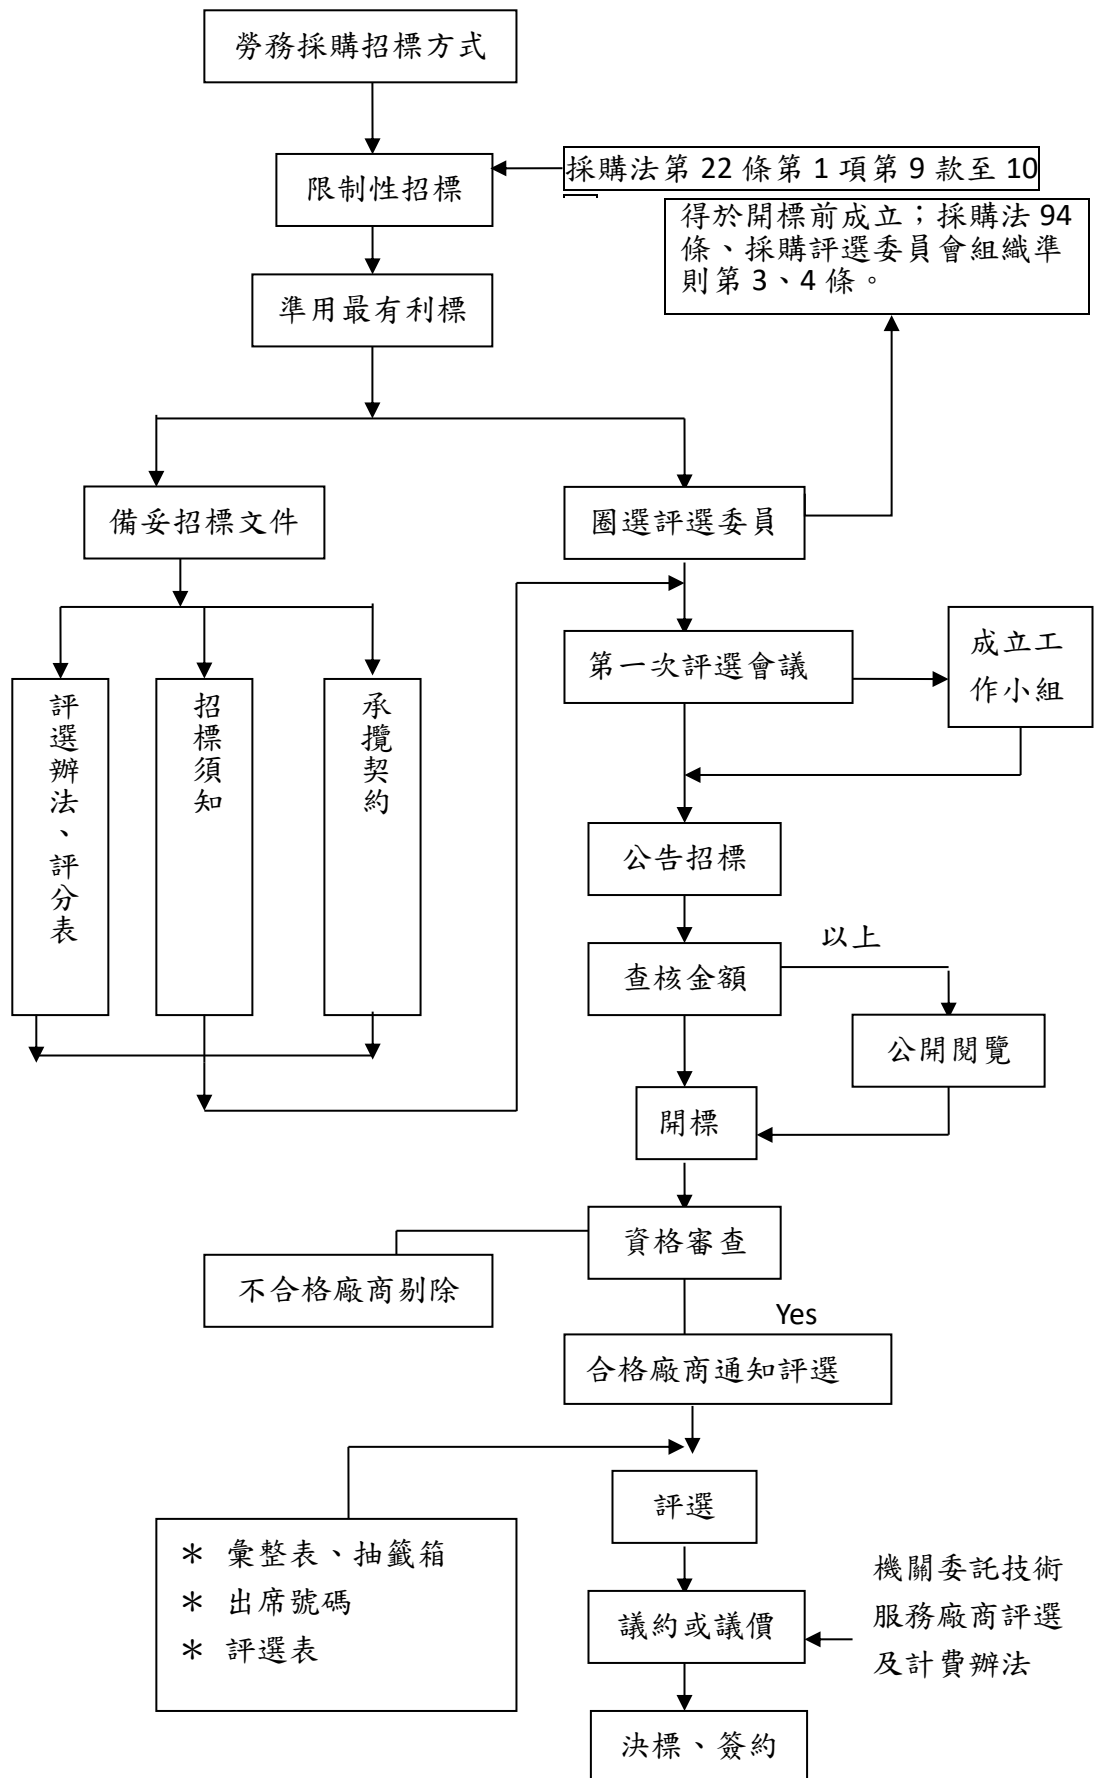 勞務採購招標方式
限制性招標
採購法第 22 條第 1 項第 9 款至 10
得於開標前成立；採購法 94
條、採購評選委員會組織準
則第 3、4 條。
準用最有利標
備妥招標文件
圈選評選委員
第一次評選會議
成立工
作小組
評選辦法、評分表
招標須知
承攬契約
公告招標
以上
查核金額
公開閱覽
開標
資格審查
不合格廠商剔除
Yes
合格廠商通知評選
評選
＊ 彙整表、抽籤箱
＊ 出席號碼
＊ 評選表
機關委託技術
服務廠商評選
及計費辦法
議約或議價
決標、簽約